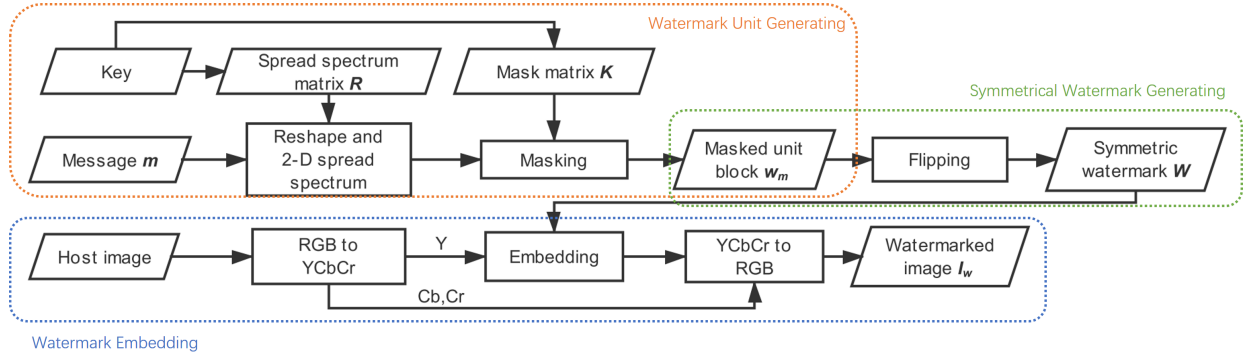 Watermark Unit Generating
Key
Spread spectrum
matrix R
Mask matrix K
Symmetrical Watermark Generating
Message m
Reshape and
2-D spread
spectrum
Masking
Masked unit
block wm
Flipping
Symmetric
watermark W
Host image
RGB to
YCbCr
Y
Embedding
YCbCr to
RGB
Watermarked
image Iw
Cb,Cr
Watermark Embedding